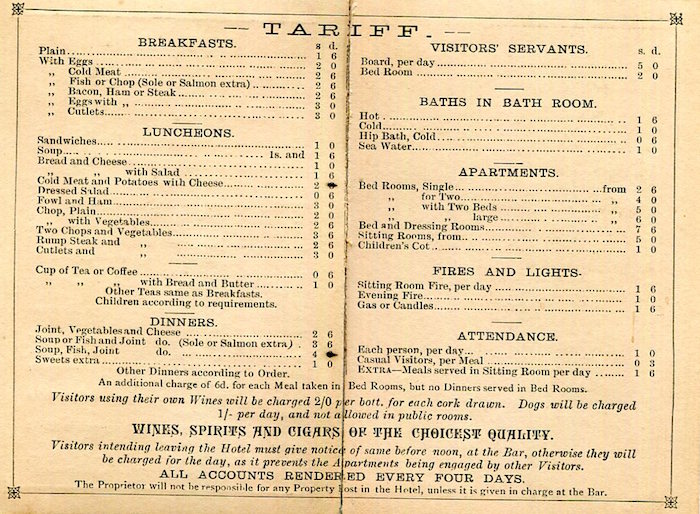 TARIFF.
BREAKFASTS. s d.
Plain 1 6
With Eggs 2 0
„ Cold Meat 2 6
„ Fish or Chop (Sole or Salmon extra) 2 6
„ Bacon, Ham or Steak 2 6
„ Eggs with „ 3 0
„ Cutlets 3 0
LUNCHEONS.
Sandwiches 1 0
Soup 1s. and 1 6
Bread and Cheese 1 0
„ „ with Salad 1 6
Cold Meat and Potatoes with Cheese 2
Dressed Salad 0 6
Fowl and Ham 3 0
Chop, Plain 2 0
„ with Vegetables 2 6
Two Chops and Vegetables 3 6
Rump Steak and „ 2 6
Cutlets and „ 3 0
Cup of Tea or Coffee 0 6
„ „ „ with Bread and Butter 1 0
Other Teas same as Breakfasts.
Children according to requirements.
DINNERS.
Joint, Vegetables and Cheese 2 6
Soup or Fish and Joint do. (Sole or Salmon extra) 3 6
Soup, Fish, Joint do. 4
Sweets extra 1 0
Other Dinners according to Order.
VISITORS' SERVANTS. s. d.
Board, per day 5 0
Bed Room 2 0
BATHS IN BATH ROOM.
Hot 1 6
Cold 1 0
Hip Bath, Cold 0 6
Sea Water 1 0
APARTMENTS.
Bed Rooms, Single from 2 6
„ for Two „ 4 0
„ with Two Beds „ 5 0
„ „ large „ 6 0
Bed and Dressing Rooms 7 6
Sitting Rooms, from 5 0
Children's Cot 1 0
FIRES AND LIGHTS.
Sitting Room Fire, per day 1 6
Evening Fire 1 0
Gas or Candles 1 6
ATTENDANCE.
Each person, per day 1 0
Casual Visitors, per Meal 0 3
EXTRA—Meals served in Sitting Room per day 1 6
An additional charge of 6d. for each Meal taken in Bed Rooms, but no Dinners served in Bed Rooms.
Visitors using their own Wines will be charged 2/0 per bott. for each cork drawn. Dogs will be charged
1/- per day, and not allowed in public rooms.
WINES, SPIRITS AND CIGARS OF THE CHOICEST QUALITY.
Visitors intending leaving the Hotel must give notice of same before noon, at the Bar, otherwise they will
be charged for the day, as it prevents the Apartments being engaged by other Visitors.
ALL ACCOUNTS RENDERED EVERY FOUR DAYS.
The Proprietor will not be responsible for any Property lost in the Hotel, unless it is given in charge at the Bar.